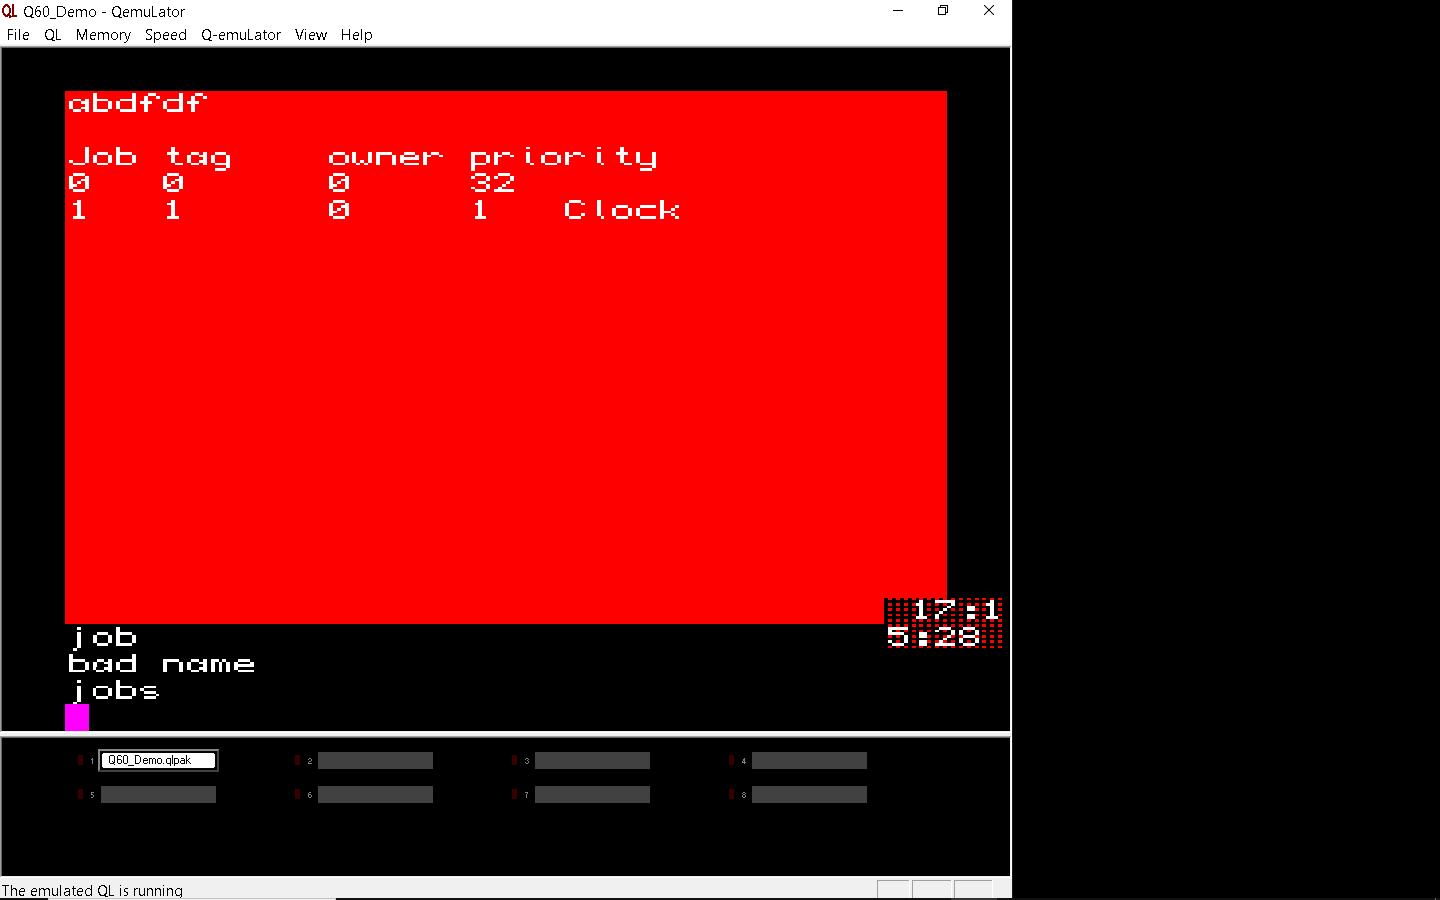 QL Q60_Demo - QemuLator
File QL Memory Speed Q-emuLator View Help
abdfdf
Job tag owner priority
0 0 0 32
1 1 0 1 Clock
17:1
5:28
job
bad name
jobs
1 Q60_Demo.qlpak 2 3 4
5 6 7 8
The emulated QL is running